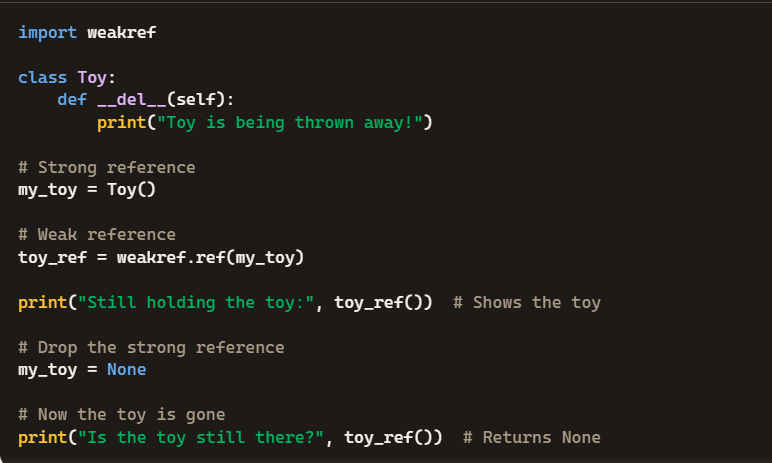 import weakref
class Toy:
    def __del__(self):
        print("Toy is being thrown away!")
# Strong reference
my_toy = Toy()
# Weak reference
toy_ref = weakref.ref(my_toy)
print("Still holding the toy:", toy_ref())  # Shows the toy
# Drop the strong reference
my_toy = None
# Now the toy is gone
print("Is the toy still there?", toy_ref())  # Returns None